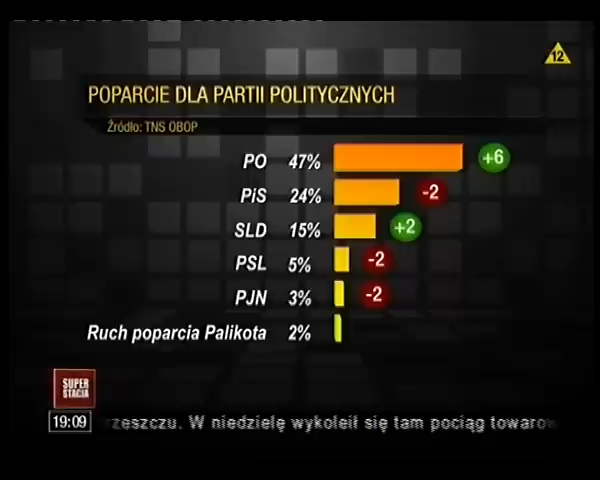 12
POPARCIE DLA PARTII POLITYCZNYCH
Źródło: TNS OBOP
PO 47% +6
PiS 24% -2
SLD 15% +2
PSL 5% -2
PJN 3% -2
Ruch poparcia Palikota 2%
SUPER
STACJA
19:09 rzeszczu. W niedzielę wykoleił się tam pociąg towarow